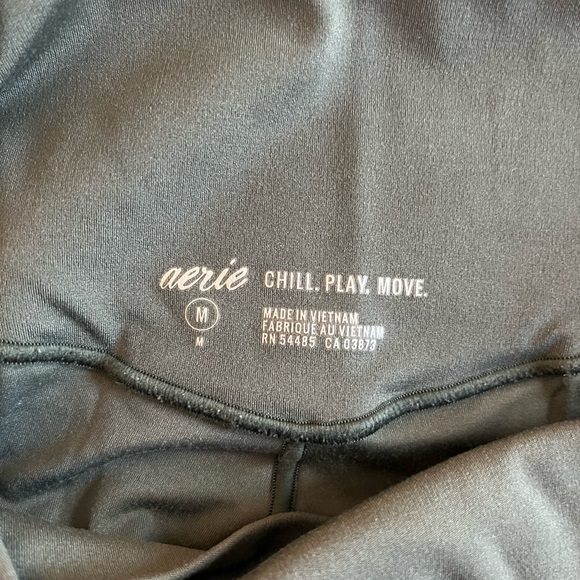 aerie CHILL. PLAY. MOVE.
M
M
MADE IN VIETNAM
FABRIQUE AU VIETNAM
RN 54485 CA 03873